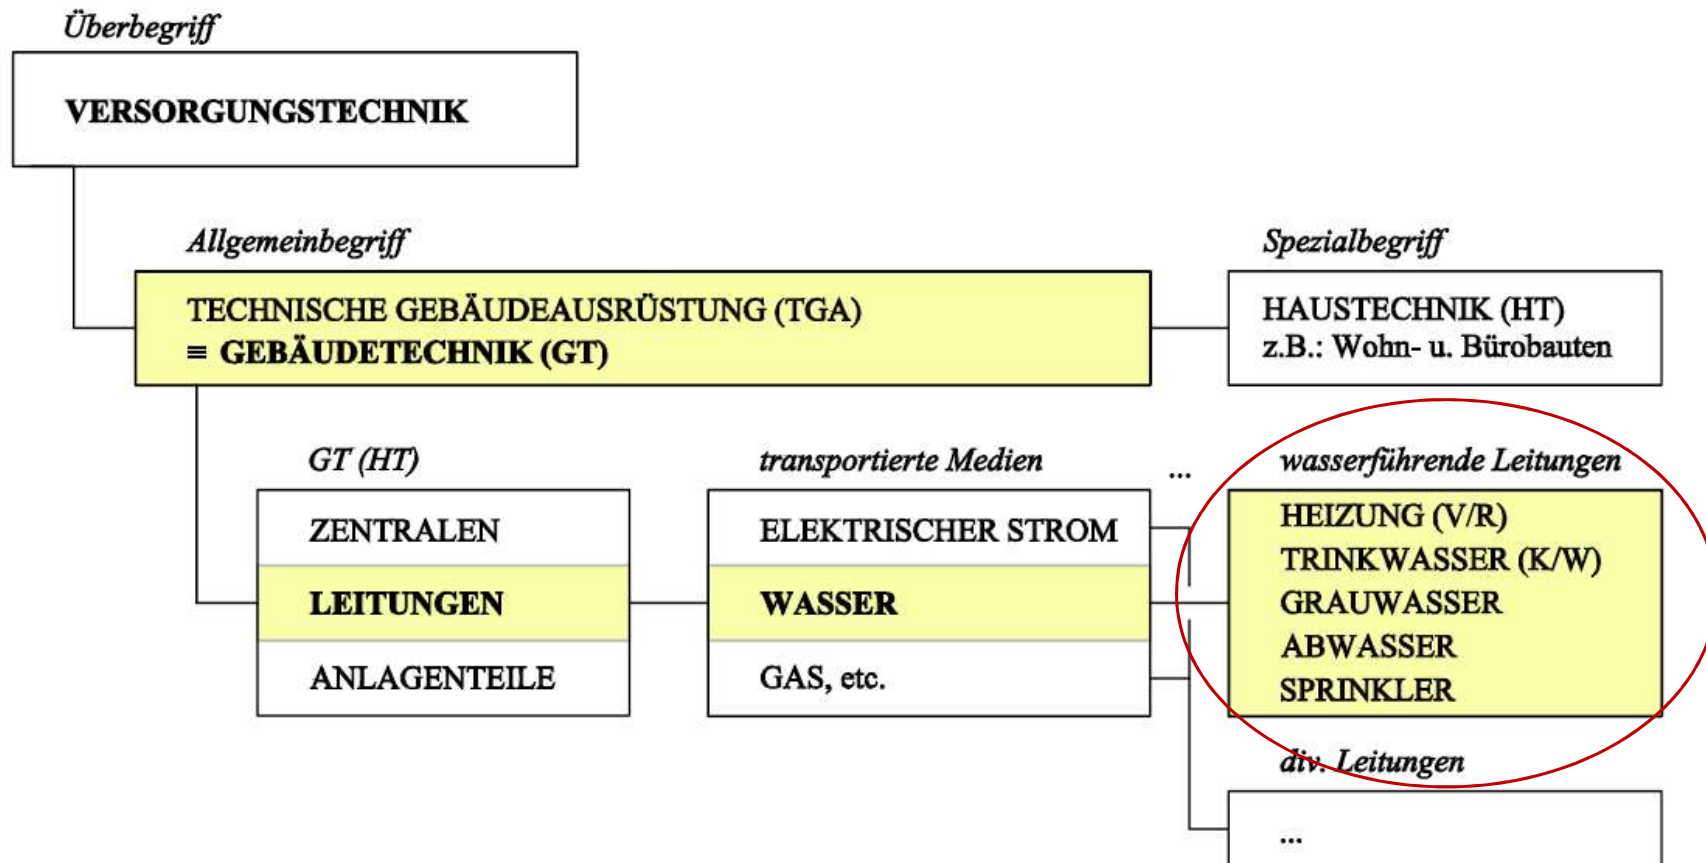 Überbegriff
VERSORGUNGSTECHNIK
Allgemeinbegriff
TECHNISCHE GEBÄUDEAUSRÜSTUNG (TGA)
≡ GEBÄUDETECHNIK (GT)
Spezialbegriff
HAUSTECHNIK (HT)
z.B.: Wohn- u. Bürobauten
GT (HT)
ZENTRALEN
LEITUNGEN
ANLAGENTEILE
transportierte Medien
ELEKTRISCHER STROM
WASSER
GAS, etc.
...
wasserführende Leitungen
HEIZUNG (V/R)
TRINKWASSER (K/W)
GRAUWASSER
ABWASSER
SPRINKLER
div. Leitungen
...